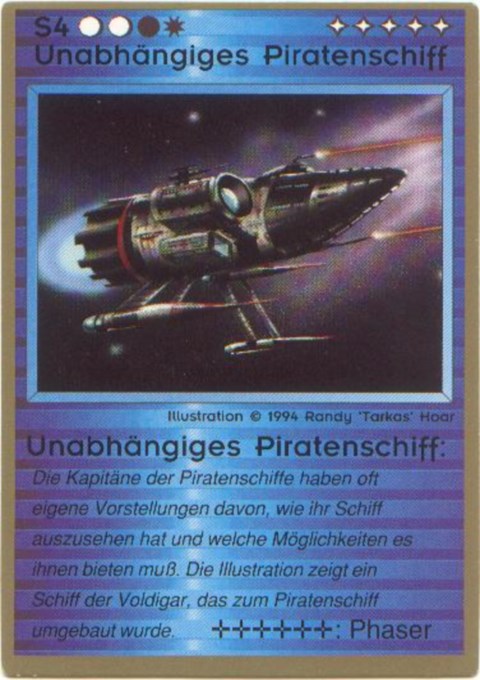 S4
Unabhängiges Piratenschiff
Illustration © 1994 Randy 'Tarkas' Hoar
Unabhängiges Piratenschiff:
Die Kapitäne der Piratenschiffe haben oft
eigene Vorstellungen davon, wie ihr Schiff
auszusehen hat und welche Möglichkeiten es
ihnen bieten muß. Die Illustration zeigt ein
Schiff der Voldigar, das zum Piratenschiff
umgebaut wurde. ✛✛✛✛✛✛: Phaser